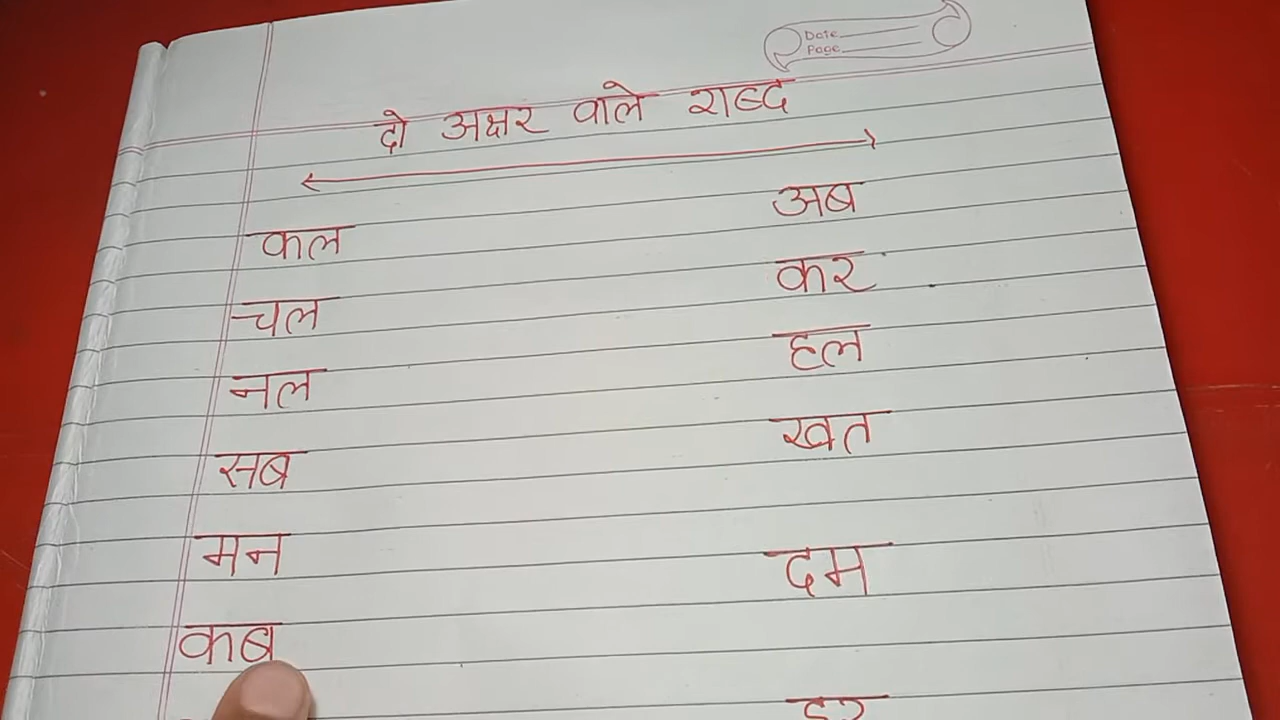 Date
Page
दो अक्षर वाले शब्द
कल
चल
नल
सब
मन
कब
अब
कर
हल
खत
दम